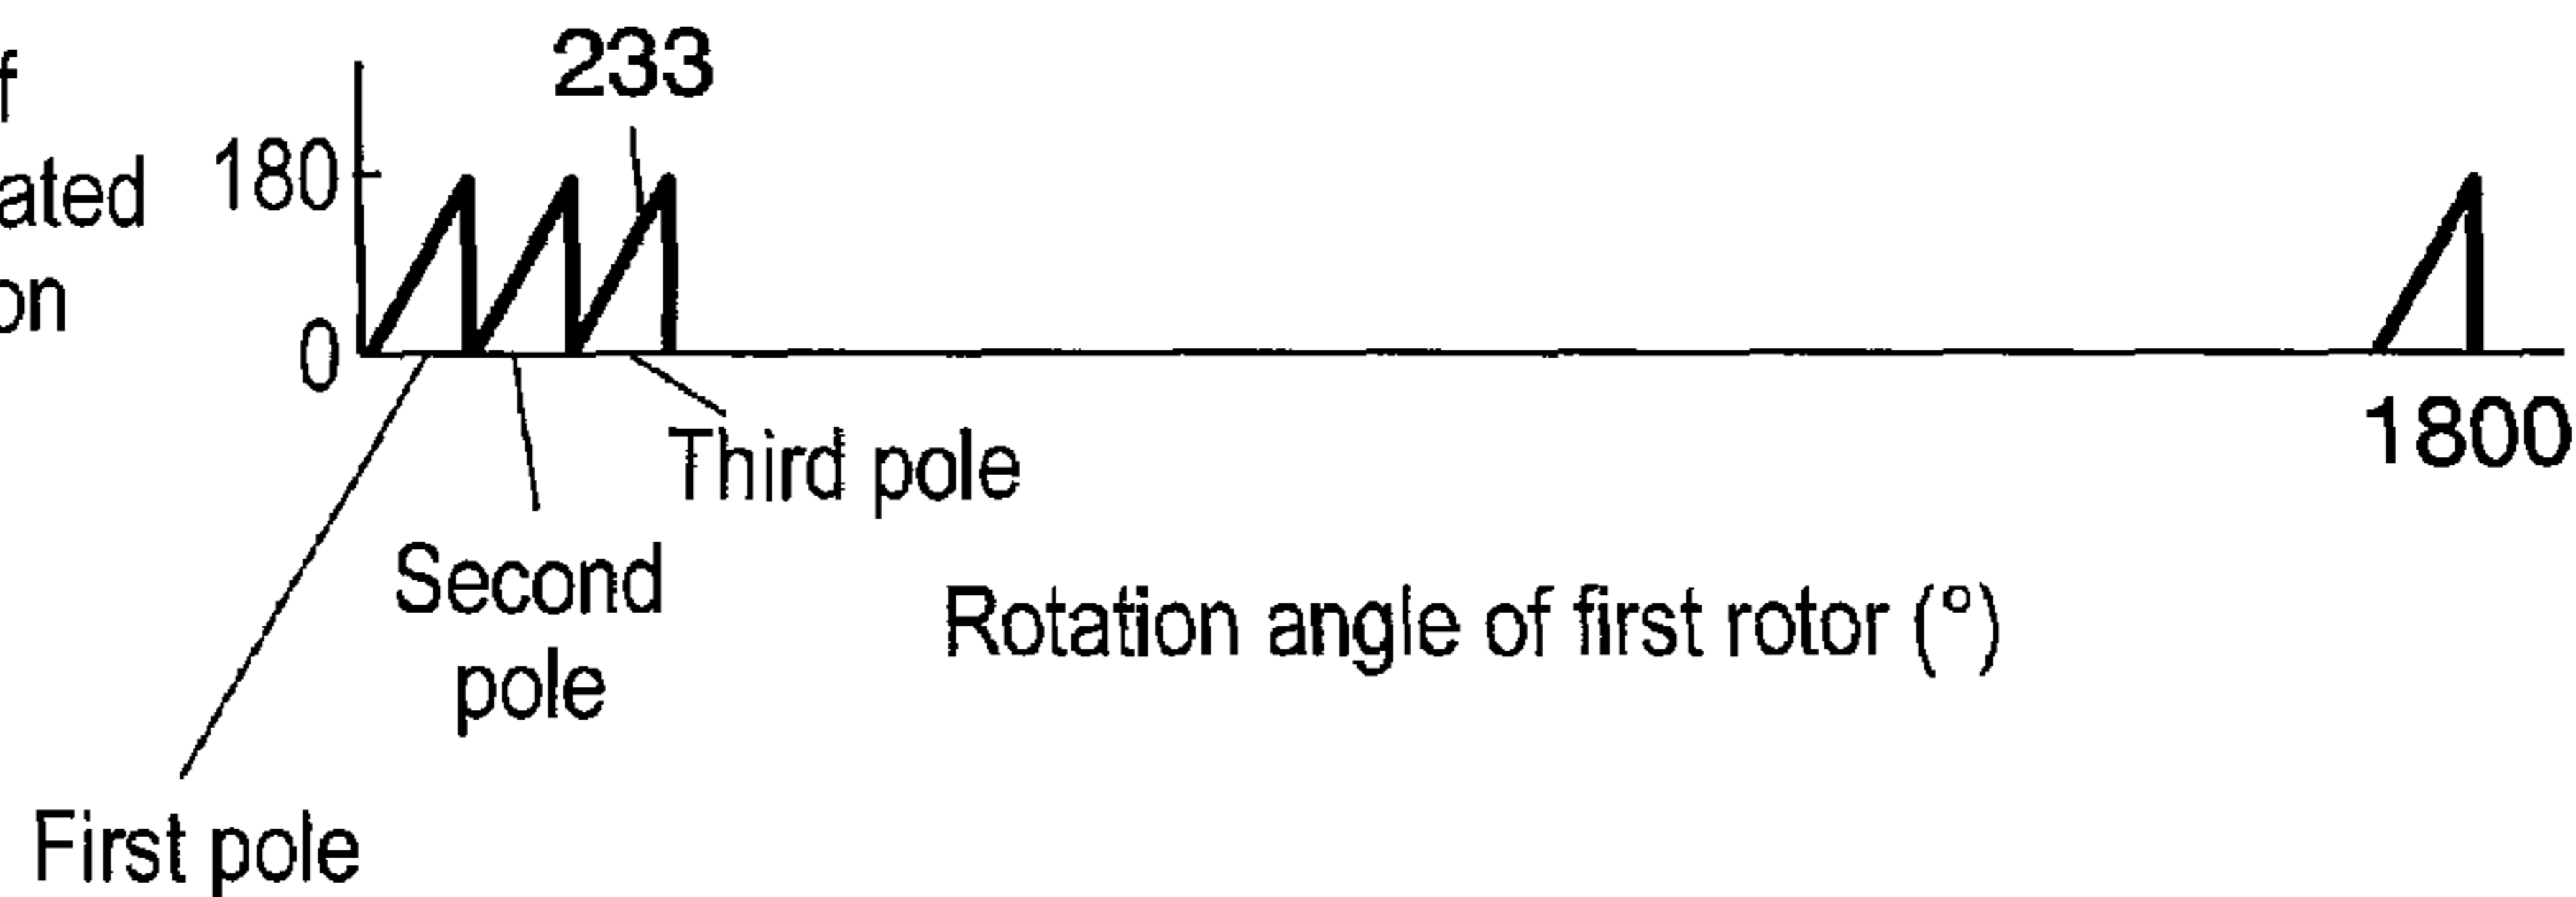 233
180
0
1800
Third pole
Second
pole
First pole
Rotation angle of first rotor (°)